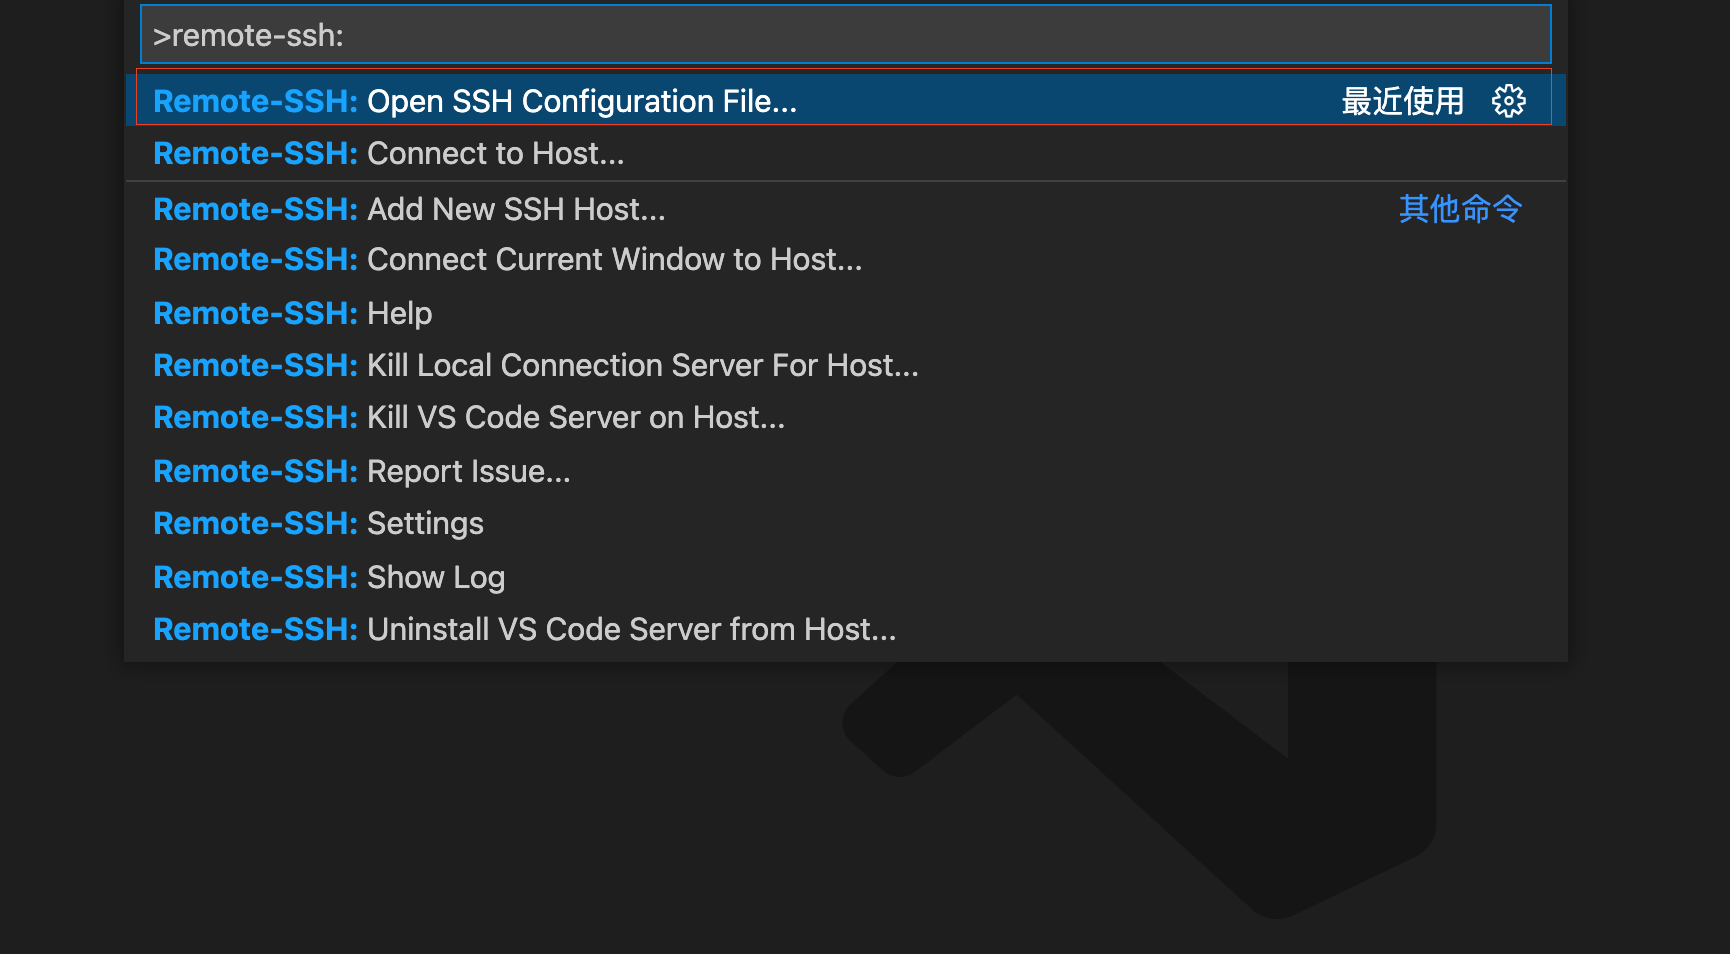 >remote-ssh:
Remote-SSH: Open SSH Configuration File... 最近使用
Remote-SSH: Connect to Host...
Remote-SSH: Add New SSH Host... 其他命令
Remote-SSH: Connect Current Window to Host...
Remote-SSH: Help
Remote-SSH: Kill Local Connection Server For Host...
Remote-SSH: Kill VS Code Server on Host...
Remote-SSH: Report Issue...
Remote-SSH: Settings
Remote-SSH: Show Log
Remote-SSH: Uninstall VS Code Server from Host...